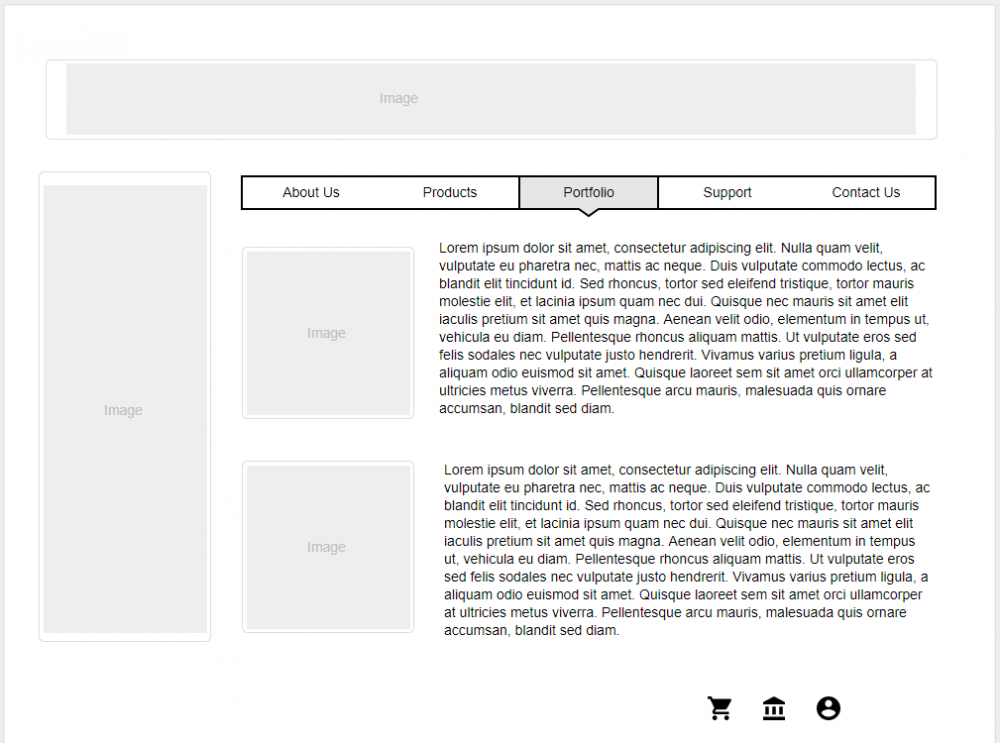 Image
About Us Products Portfolio Support Contact Us
Lorem ipsum dolor sit amet, consectetur adipiscing elit. Nulla quam velit,
vulputate eu pharetra nec, mattis ac neque. Duis vulputate commodo lectus, ac
blandit elit tincidunt id. Sed rhoncus, tortor sed eleifend tristique, tortor mauris
molestie elit, et lacinia ipsum quam nec dui. Quisque nec mauris sit amet elit
iaculis pretium sit amet quis magna. Aenean velit odio, elementum in tempus ut,
vehicula eu diam. Pellentesque rhoncus aliquam mattis. Ut vulputate eros sed
felis sodales nec vulputate justo hendrerit. Vivamus varius pretium ligula, a
aliquam odio euismod sit amet. Quisque laoreet sem sit amet orci ullamcorper at
ultricies metus viverra. Pellentesque arcu mauris, malesuada quis ornare
accumsan, blandit sed diam.
Image
Image
Lorem ipsum dolor sit amet, consectetur adipiscing elit. Nulla quam velit,
vulputate eu pharetra nec, mattis ac neque. Duis vulputate commodo lectus, ac
blandit elit tincidunt id. Sed rhoncus, tortor sed eleifend tristique, tortor mauris
molestie elit, et lacinia ipsum quam nec dui. Quisque nec mauris sit amet elit
iaculis pretium sit amet quis magna. Aenean velit odio, elementum in tempus
ut, vehicula eu diam. Pellentesque rhoncus aliquam mattis. Ut vulputate eros
sed felis sodales nec vulputate justo hendrerit. Vivamus varius pretium ligula, a
aliquam odio euismod sit amet. Quisque laoreet sem sit amet orci ullamcorper
at ultricies metus viverra. Pellentesque arcu mauris, malesuada quis ornare
accumsan, blandit sed diam.
Image